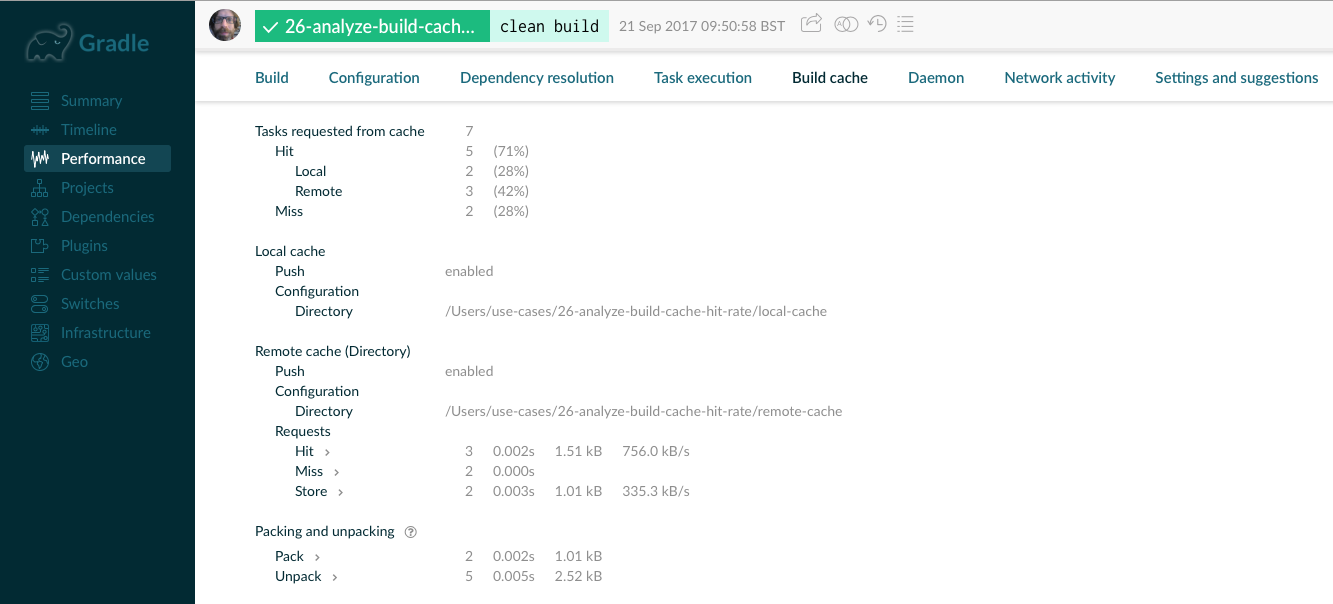 Gradle
26-analyze-build-cach... clean build 21 Sep 2017 09:50:58 BST
Build Configuration Dependency resolution Task execution Build cache Daemon Network activity Settings and suggestions
Summary
Timeline
Performance
Projects
Dependencies
Plugins
Custom values
Switches
Infrastructure
Geo
Tasks requested from cache 7
Hit 5 (71%)
Local 2 (28%)
Remote 3 (42%)
Miss 2 (28%)
Local cache
Push enabled
Configuration
Directory /Users/use-cases/26-analyze-build-cache-hit-rate/local-cache
Remote cache (Directory)
Push enabled
Configuration
Directory /Users/use-cases/26-analyze-build-cache-hit-rate/remote-cache
Requests
Hit > 3 0.002s 1.51 kB 756.0 kB/s
Miss > 2 0.000s
Store > 2 0.003s 1.01 kB 335.3 kB/s
Packing and unpacking ?
Pack > 2 0.002s 1.01 kB
Unpack > 5 0.005s 2.52 kB